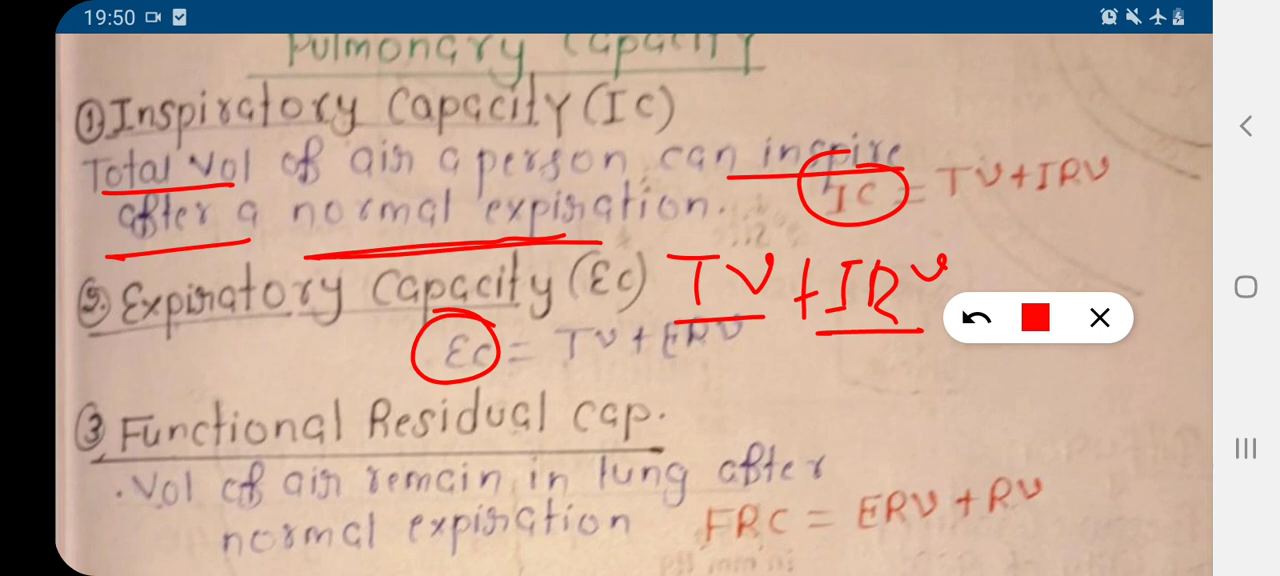 19:50
Pulmonary Capacity
①Inspiratory Capacity (IC)
Total vol of air a person can inspire
after a normal expiration. IC = TV+IRV
②. Expiratory Capacity (EC) TV + IRV
EC = TV+ERV
③ Functional Residual cap.
. Vol of air remain in lung after
normal expiration FRC = ERV + RV